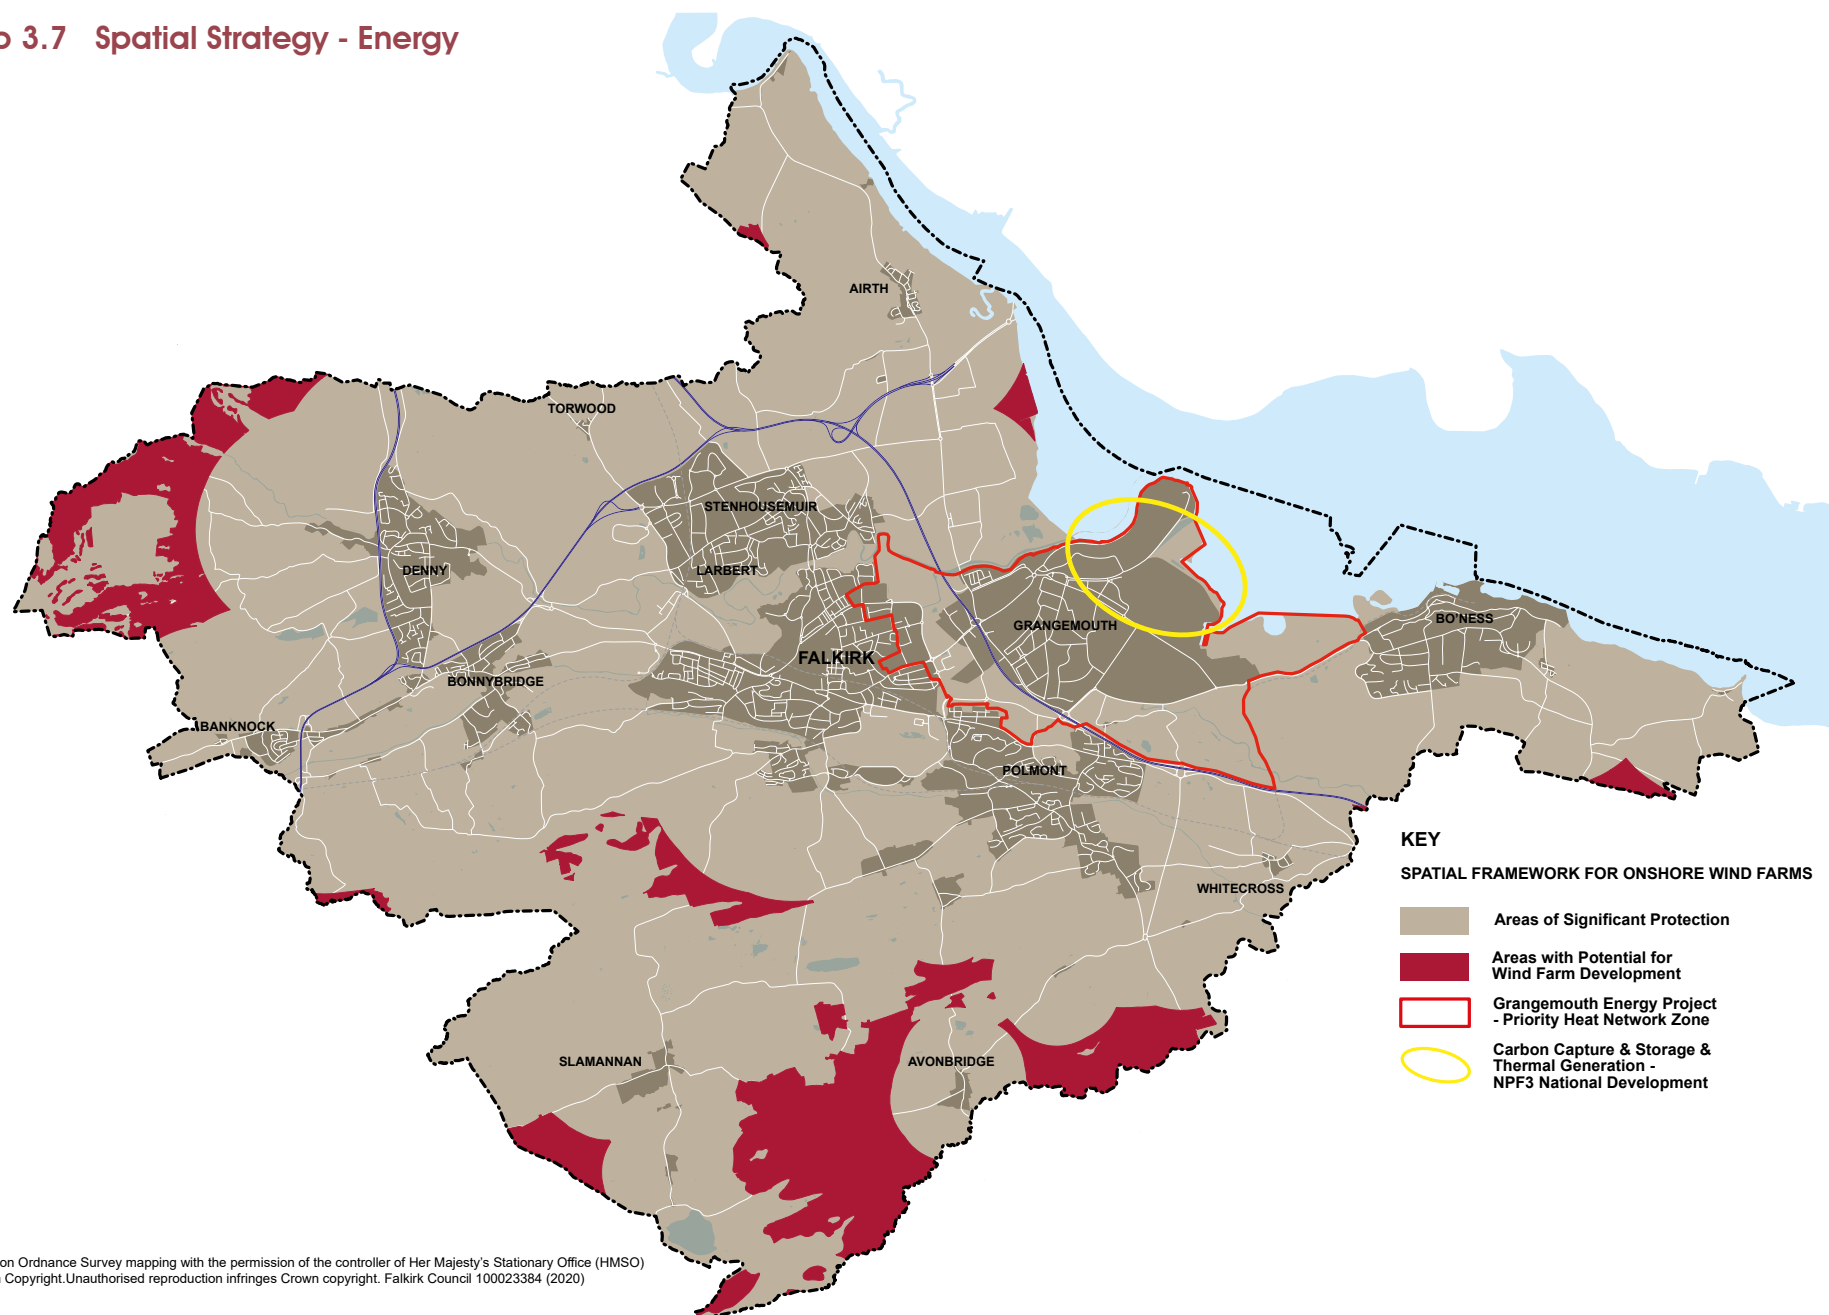 3.7 Spatial Strategy - Energy
AIRTH
TORWOOD
STENHOUSEMUIR
DENNY
LARBERT
GRANGEMOUTH
BO'NESS
FALKIRK
BONNYBRIDGE
BANKNOCK
POLMONT
WHITECROSS
SLAMANNAN
AVONBRIDGE
KEY
SPATIAL FRAMEWORK FOR ONSHORE WIND FARMS
Areas of Significant Protection
Areas with Potential for
Wind Farm Development
Grangemouth Energy Project
- Priority Heat Network Zone
Carbon Capture & Storage &
Thermal Generation -
NPF3 National Development
on Ordnance Survey mapping with the permission of the controller of Her Majesty's Stationary Office (HMSO)
Copyright.Unauthorised reproduction infringes Crown copyright. Falkirk Council 100023384 (2020)